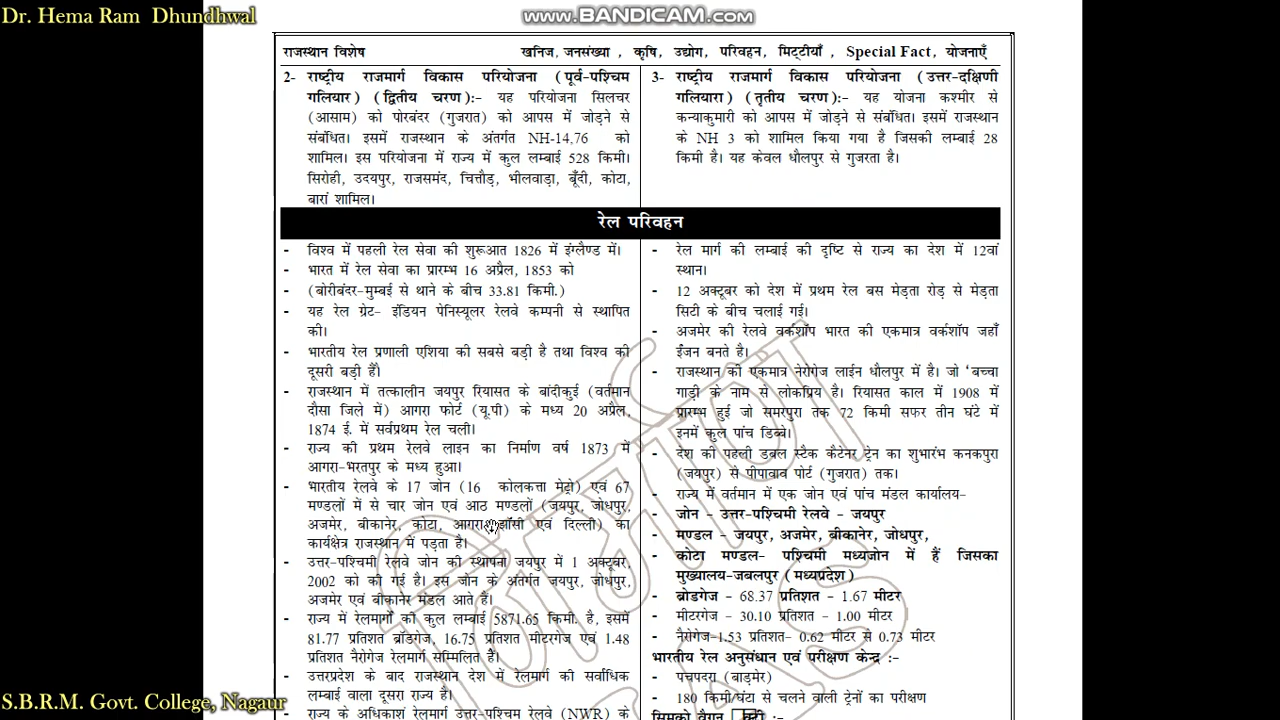 Dr. Hema Ram Dhundhwal
www.BANDICAM.com
राजस्थान विशेष
खनिज, जनसंख्या , कृषि, उद्योग, परिवहन, मिट्टीयाँ , Special Fact, योजनाएँ
2- राष्ट्रीय राजमार्ग विकास परियोजना (पूर्व-पश्चिम
गलियार) (द्वितीय चरण):- यह परियोजना सिलचर
(आसाम) को पोरबंदर (गुजरात) को आपस में जोड़ने से
संबंधित। इसमें राजस्थान के अंतर्गत NH-14,76 को
शामिल। इस परियोजना में राज्य में कुल लम्बाई 528 किमी।
सिरोही, उदयपुर, राजसमंद, चित्तौड़, भीलवाड़ा, बूँदी, कोटा,
बारां शामिल।
3- राष्ट्रीय राजमार्ग विकास परियोजना (उत्तर-दक्षिणी
गलियारा) (तृतीय चरण):- यह योजना कश्मीर से
कन्याकुमारी को आपस में जोड़ने से संबंधित। इसमें राजस्थान
के NH 3 को शामिल किया गया है जिसकी लम्बाई 28
किमी है। यह केवल धौलपुर से गुजरता है।
रेल परिवहन
- विश्व में पहली रेल सेवा की शुरूआत 1826 में इंग्लैण्ड में।
- भारत में रेल सेवा का प्रारम्भ 16 अप्रैल, 1853 को
- (बोरीबंदर-मुम्बई से थाने के बीच 33.81 किमी.)
- यह रेल ग्रेट- इंडियन पेनिस्यूलर रेलवे कम्पनी से स्थापित
की।
- भारतीय रेल प्रणाली एशिया की सबसे बड़ी है तथा विश्व की
दूसरी बड़ी हैं।
- राजस्थान में तत्कालीन जयपुर रियासत के बांदीकुई (वर्तमान
दौसा जिले में) आगरा फोर्ट (यू.पी) के मध्य 20 अप्रैल,
1874 ई. में सर्वप्रथम रेल चली।
- राज्य की प्रथम रेलवे लाइन का निर्माण वर्ष 1873 में
आगरा-भरतपुर के मध्य हुआ।
- भारतीय रेलवे के 17 जोन (16 कोलकत्ता मेट्रो) एवं 67
मण्डलों में से चार जोन एवं आठ मण्डलों (जयपुर, जोधपुर,
अजमेर, बीकानेर, कोटा, आगरा झाँसी एवं दिल्ली) का
कार्यक्षेत्र राजस्थान में पड़ता है।
- उत्तर-पश्चिमी रेलवे जोन की स्थापना जयपुर में 1 अक्टूबर,
2002 को की गई है। इस जोन के अंतर्गत जयपुर, जोधपुर,
अजमेर एवं बीकानेर मंडल आते हैं।
- राज्य में रेलमार्गों की कुल लम्बाई 5871.65 किमी. है, इसमें
81.77 प्रतिशत ब्रॉडगेज, 16.75 प्रतिशत मीटरगेज एवं 1.48
प्रतिशत नैरोगेज रेलमार्ग सम्मिलित है।
- उत्तरप्रदेश के बाद राजस्थान देश में रेलमार्ग की सर्वाधिक
लम्बाई वाला दूसरा राज्य है।
- राज्य के अधिकांश रेलमार्ग उत्तर-पश्चिम रेलवे (NWR) के
- रेल मार्ग की लम्बाई की दृष्टि से राज्य का देश में 12वां
स्थान।
- 12 अक्टूबर को देश में प्रथम रेल बस मेड़ता रोड़ से मेड़ता
सिटी के बीच चलाई गई।
- अजमेर की रेलवे वर्कशॉप भारत की एकमात्र वर्कशॉप जहाँ
ईंजन बनते है।
- राजस्थान की एकमात्र नेरोगेज लाईन धौलपुर में है। जो 'बच्चा
गाड़ी के नाम से लोकप्रिय है। रियासत काल में 1908 में
प्रारम्भ हुई जो समरपुरा तक 72 किमी सफर तीन घंटे में
इनमें कुल पांच डिब्बे।
- देश की पहली डबल स्टैक कैटेनर ट्रेन का शुभारंभ कनकपुरा
(जयपुर) से पीपावाव पोर्ट (गुजरात) तक।
- राज्य में वर्तमान में एक जोन एवं पांच मंडल कार्यालय-
- जोन - उत्तर-पश्चिमी रेलवे - जयपुर
- मण्डल - जयपुर, अजमेर, बीकानेर, जोधपुर,
- कोटा मण्डल- पश्चिमी मध्यजोन में हैं जिसका
मुख्यालय-जबलपुर (मध्यप्रदेश)
- ब्रोडगेज - 68.37 प्रतिशत - 1.67 मीटर
- मीटरगेज - 30.10 प्रतिशत - 1.00 मीटर
- नैरोगेज-1.53 प्रतिशत- 0.62 मीटर से 0.73 मीटर
भारतीय रेल अनुसंधान एवं परीक्षण केन्द्र :-
- पचपदरा (बाड़मेर)
- 180 किमी/घंटा से चलने वाली ट्रेनों का परीक्षण
S.B.R.M. Govt. College, Nagaur